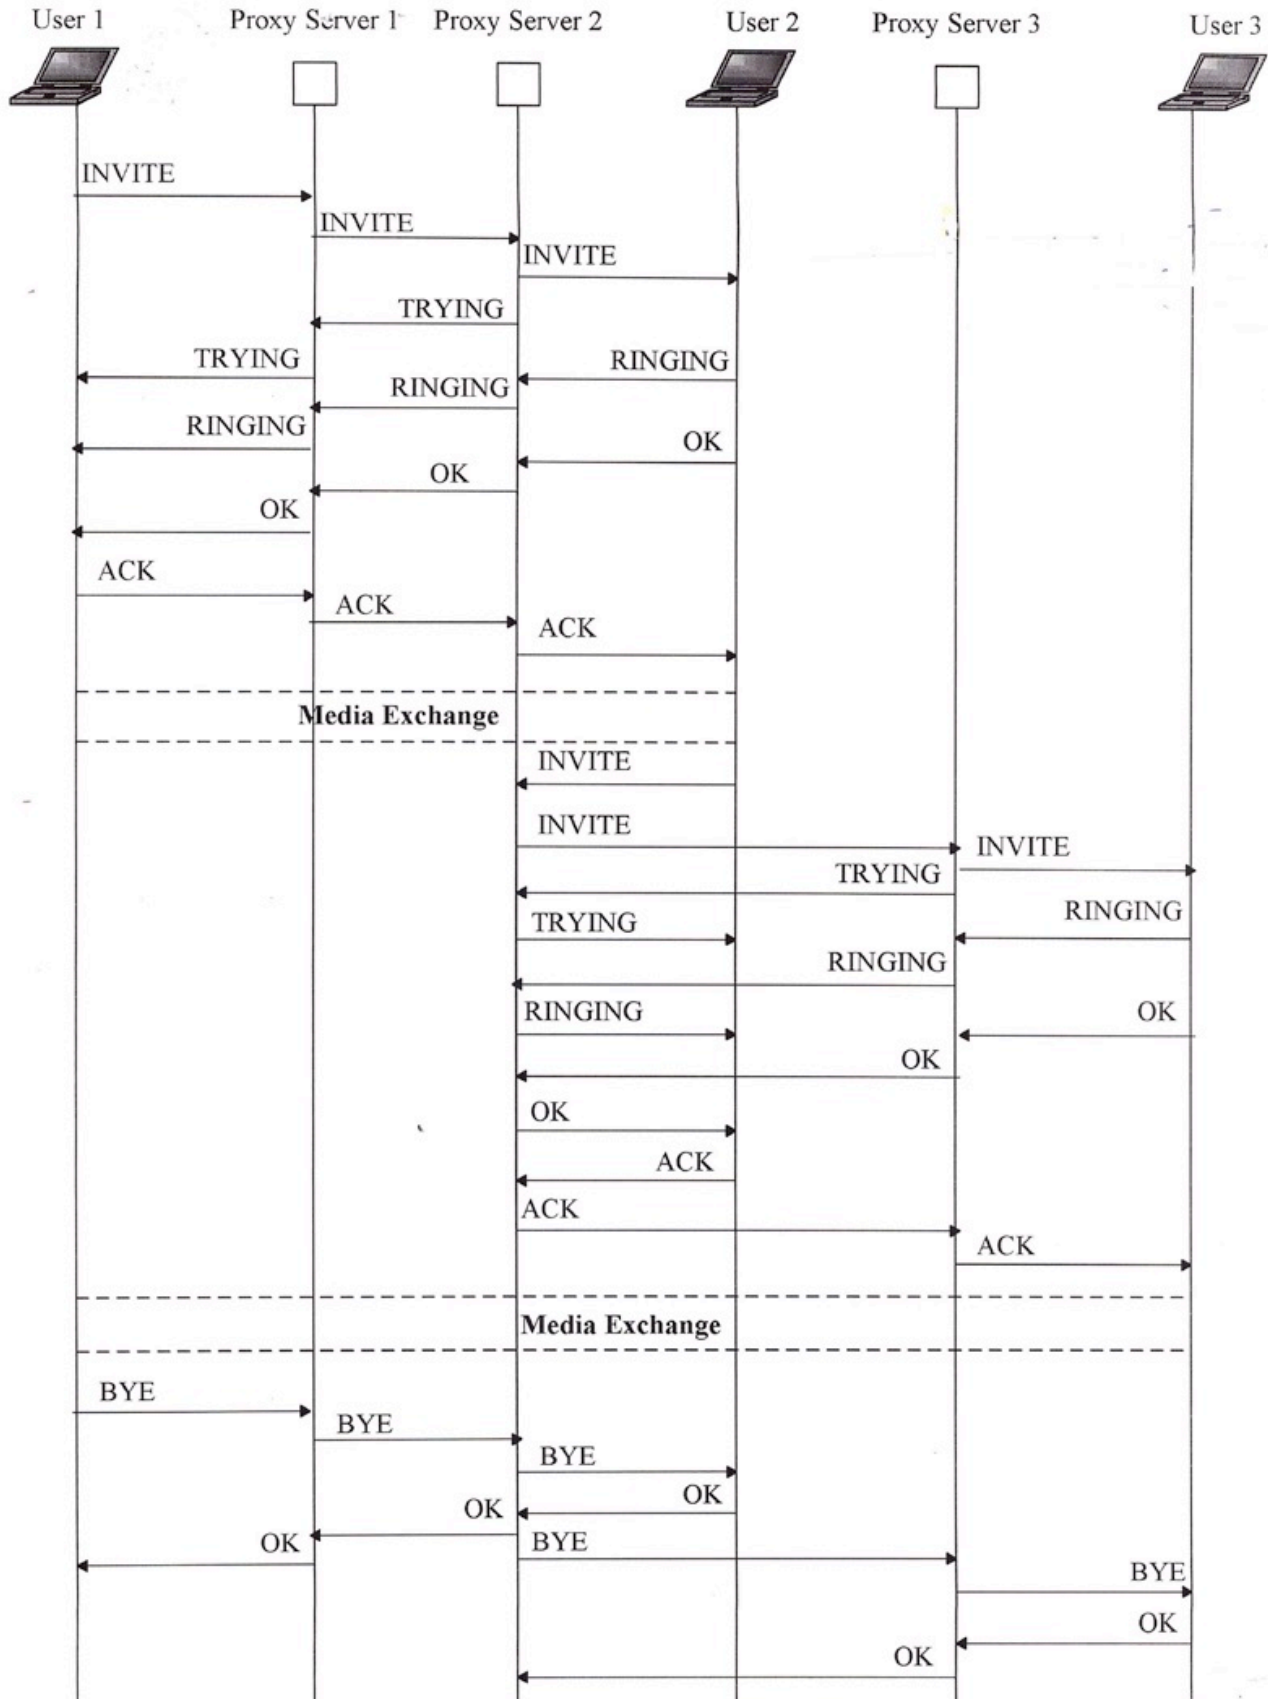 User 1 Proxy Server 1 Proxy Server 2 User 2 Proxy Server 3 User 3
INVITE
INVITE
INVITE
TRYING
TRYING RINGING
RINGING
RINGING OK
OK
OK
ACK
ACK
ACK
Media Exchange
INVITE
INVITE INVITE
TRYING
RINGING
TRYING
RINGING
RINGING OK
OK
OK
ACK
ACK
ACK
Media Exchange
BYE
BYE
BYE
OK OK
OK BYE
BYE
OK
OK